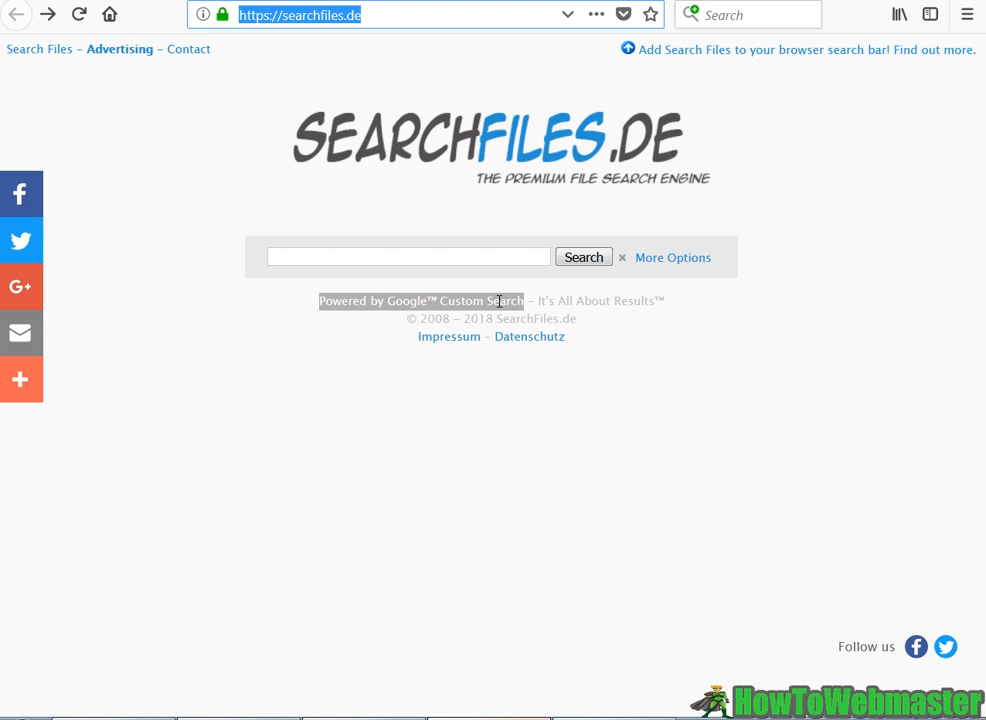 https://searchfiles.de
Search
Search Files – Advertising – Contact
Add Search Files to your browser search bar! Find out more.
SEARCHFILES.DE
THE PREMIUM FILE SEARCH ENGINE
Search × More Options
Powered by Google™ Custom Search – It's All About Results™
© 2008 – 2018 SearchFiles.de
Impressum – Datenschutz
Follow us
HowToWebmaster